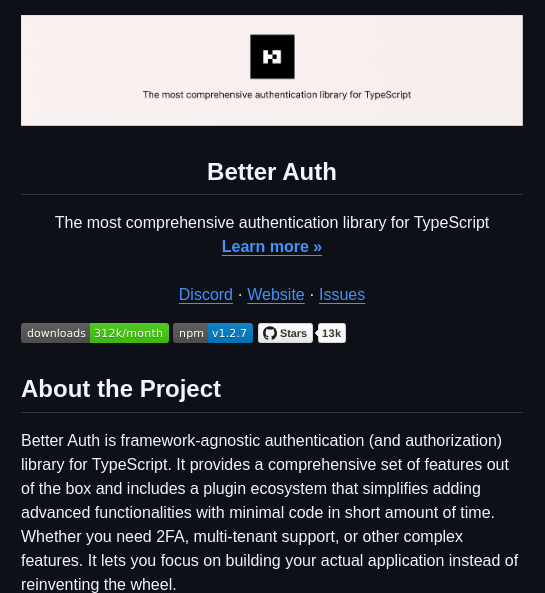 The most comprehensive authentication library for TypeScript
Better Auth
The most comprehensive authentication library for TypeScript
Learn more »
Discord · Website · Issues
downloads 312k/month npm v1.2.7 Stars 13k
About the Project
Better Auth is framework-agnostic authentication (and authorization)
library for TypeScript. It provides a comprehensive set of features out
of the box and includes a plugin ecosystem that simplifies adding
advanced functionalities with minimal code in short amount of time.
Whether you need 2FA, multi-tenant support, or other complex
features. It lets you focus on building your actual application instead of
reinventing the wheel.